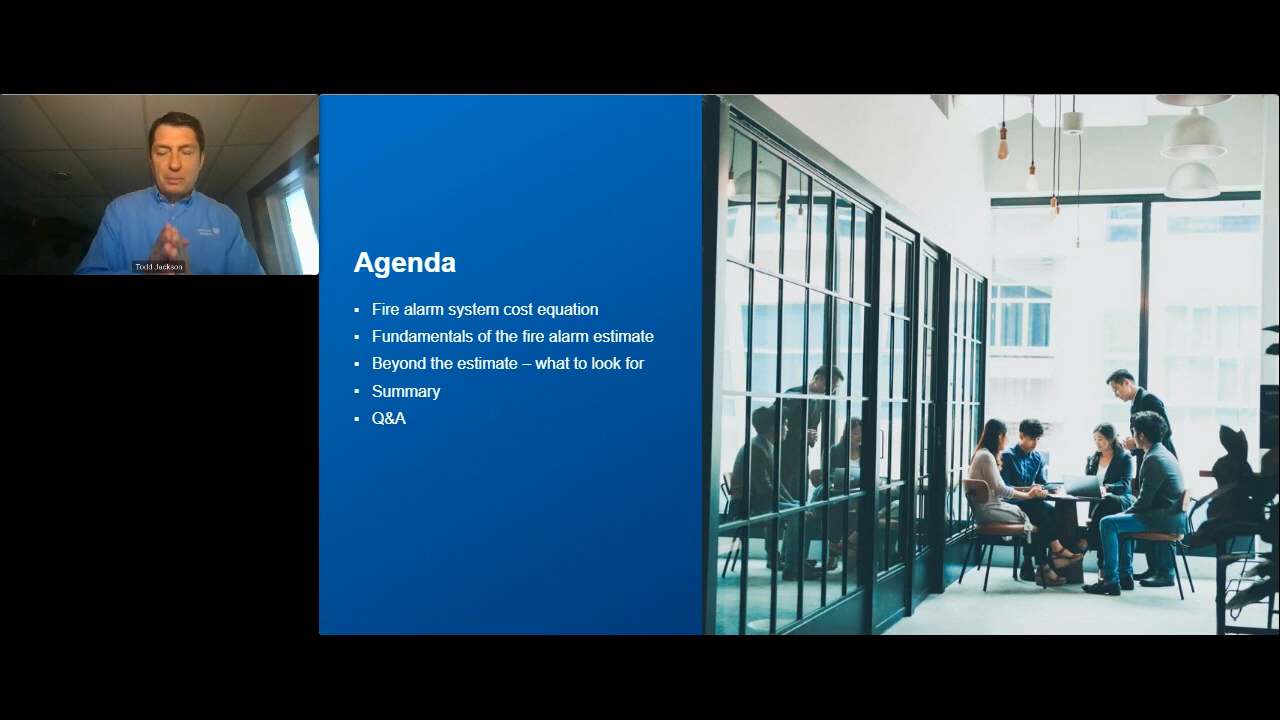 Todd Jackson
Agenda
▪ Fire alarm system cost equation
▪ Fundamentals of the fire alarm estimate
▪ Beyond the estimate – what to look for
▪ Summary
▪ Q&A